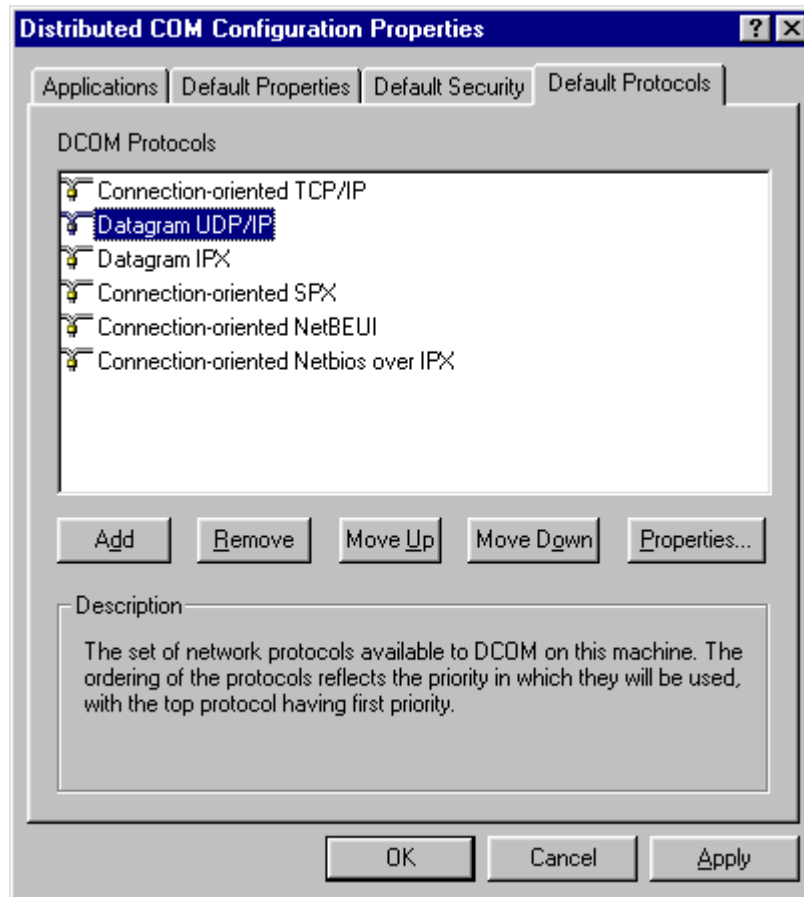 Distributed COM Configuration Properties
Applications Default Properties Default Security Default Protocols
DCOM Protocols
Connection-oriented TCP/IP
Datagram UDP/IP
Datagram IPX
Connection-oriented SPX
Connection-oriented NetBEUI
Connection-oriented Netbios over IPX
Add Remove Move Up Move Down Properties...
Description
The set of network protocols available to DCOM on this machine. The
ordering of the protocols reflects the priority in which they will be used,
with the top protocol having first priority.
OK Cancel Apply